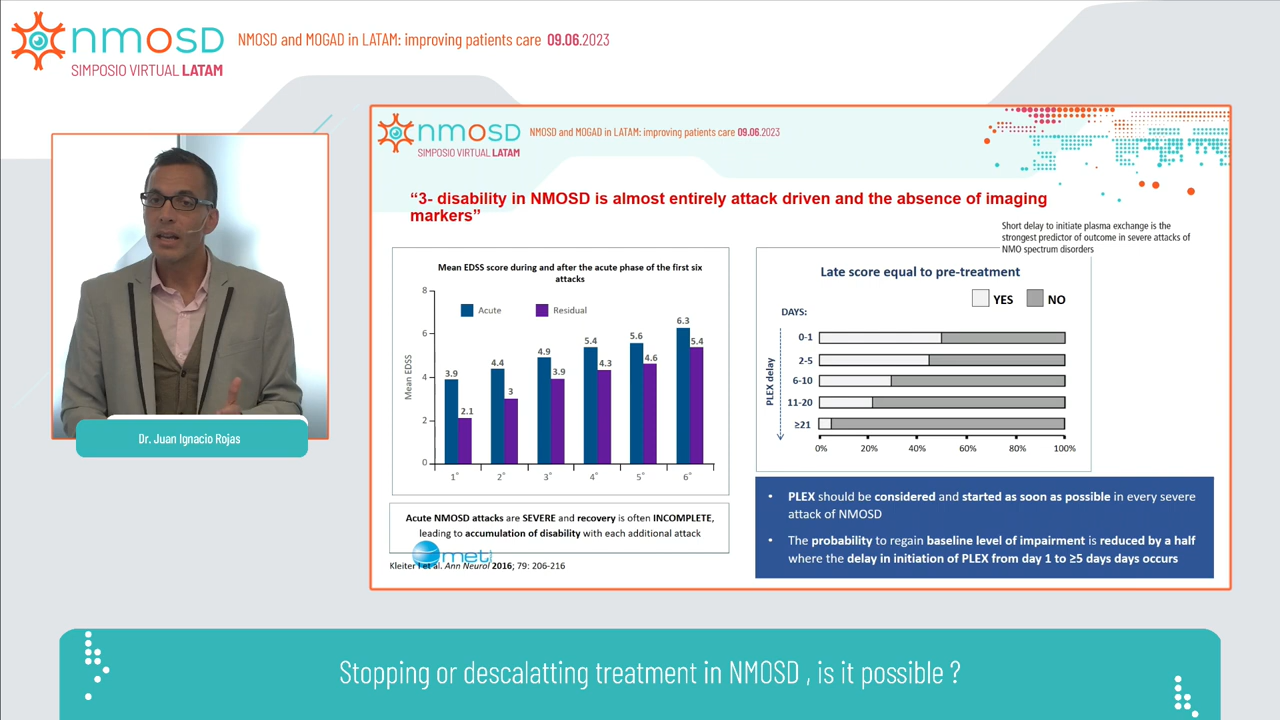 nmosd
SIMPOSIO VIRTUAL LATAM
NMOSD and MOGAD in LATAM: improving patients care 09.06.2023
Dr. Juan Ignacio Rojas
nmosd
SIMPOSIO VIRTUAL LATAM
NMOSD and MOGAD in LATAM: improving patients care 09.06.2023
“3- disability in NMOSD is almost entirely attack driven and the absence of imaging
markers”
Short delay to initiate plasma exchange is the
strongest predictor of outcome in severe attacks of
NMO spectrum disorders
Mean EDSS score during and after the acute phase of the first six
attacks
Acute
Residual
Mean EDSS
8
6
4
2
0
3.9
2.1
4.4
3
4.9
3.9
5.4
4.3
5.6
4.6
6.3
5.4
1° 2° 3° 4° 5° 6°
Acute NMOSD attacks are SEVERE and recovery is often INCOMPLETE,
leading to accumulation of disability with each additional attack
Kleiter I et al. Ann Neurol 2016; 79: 206-216
Late score equal to pre-treatment
YES NO
DAYS:
PLEX delay
0-1
2-5
6-10
11-20
≥21
0% 20% 40% 60% 80% 100%
• PLEX should be considered and started as soon as possible in every severe
attack of NMOSD
• The probability to regain baseline level of impairment is reduced by a half
where the delay in initiation of PLEX from day 1 to ≥5 days days occurs
Stopping or descalatting treatment in NMOSD , is it possible ?